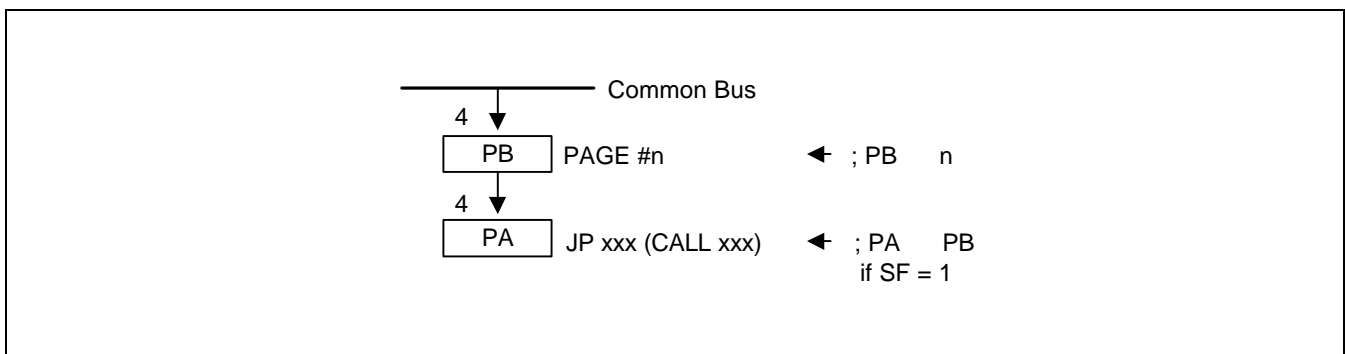 Common Bus
4
PB PAGE #n ← ; PB n
4
PA JP xxx (CALL xxx) ← ; PA PB
if SF = 1